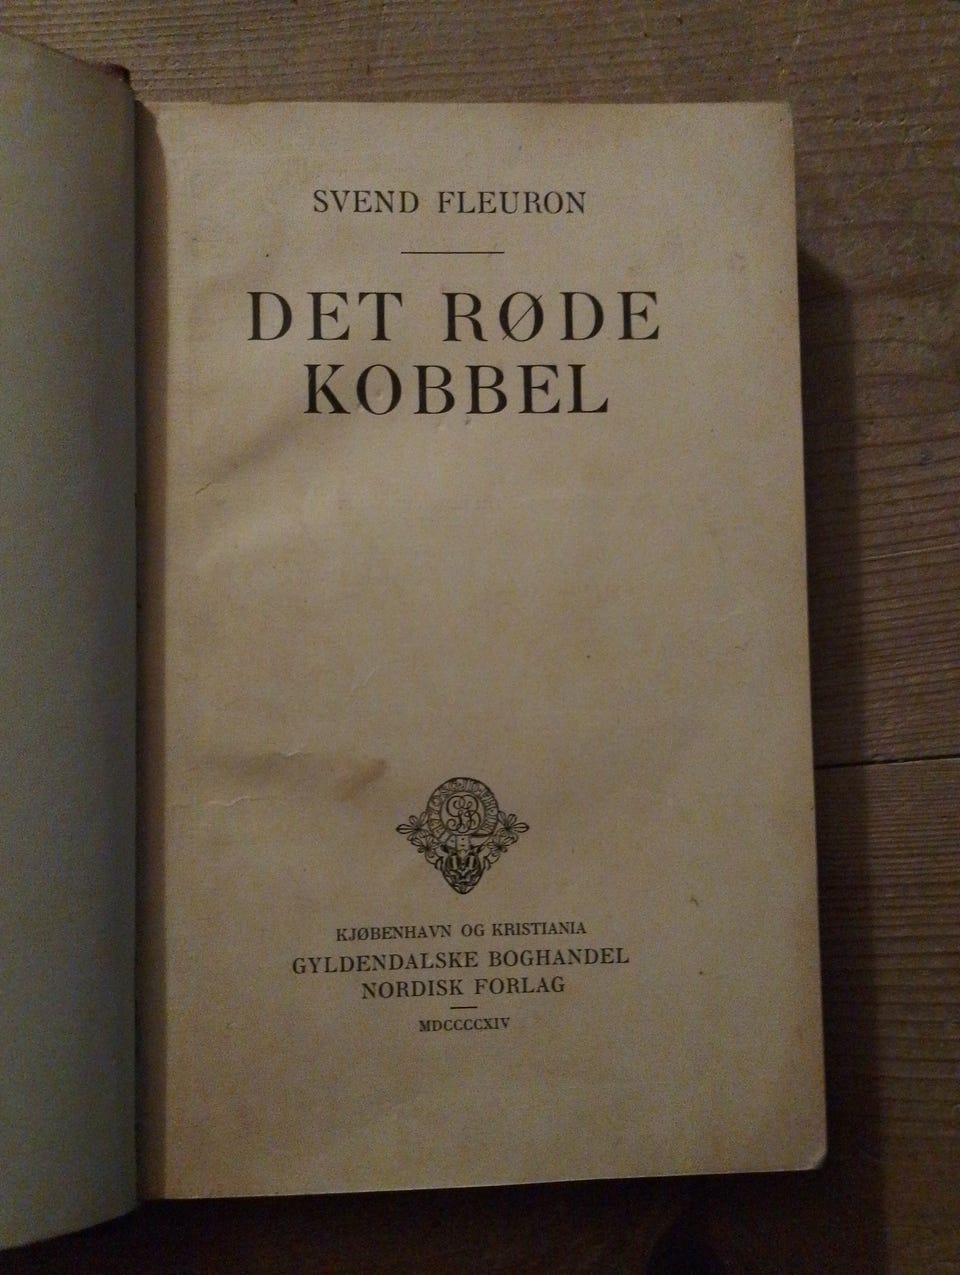 SVEND FLEURON
DET RØDE
KOBBEL
KJØBENHAVN OG KRISTIANIA
GYLDENDALSKE BOGHANDEL
NORDISK FORLAG
MDCCCCXIV